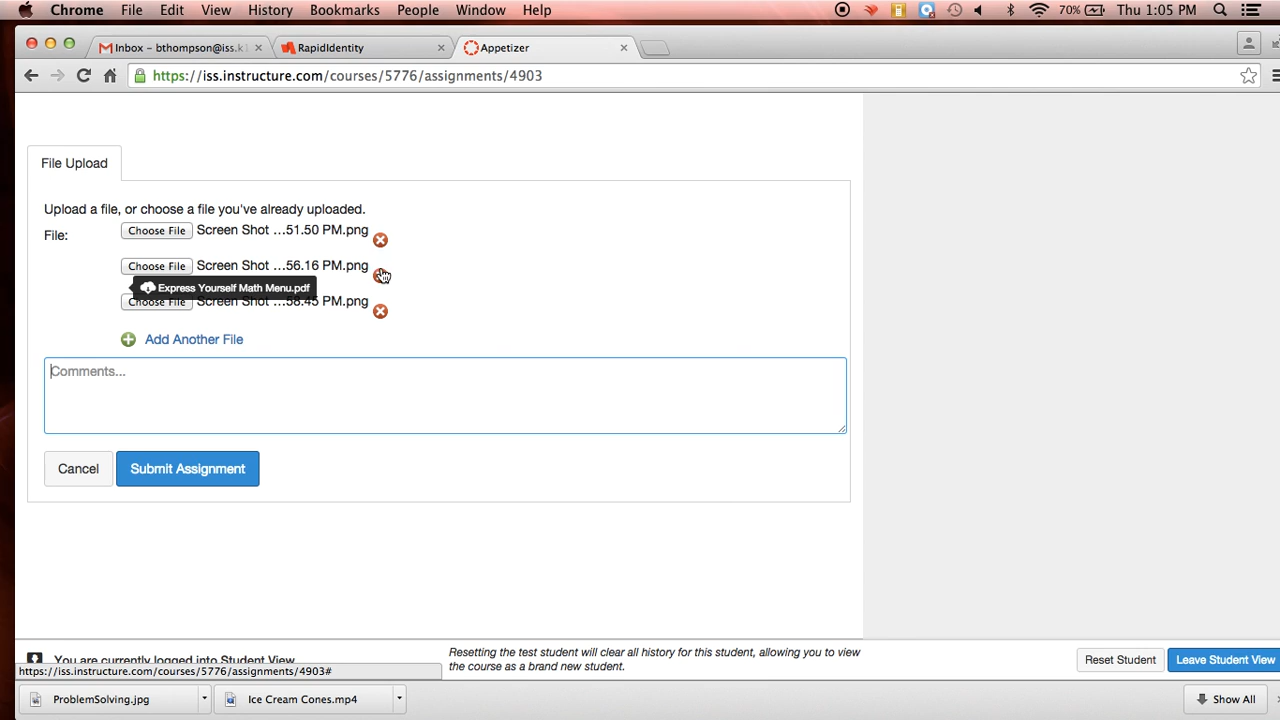 Chrome File Edit View History Bookmarks People Window Help 70% Thu 1:05 PM
Inbox – bthompson@iss.k1 RapidIdentity Appetizer
https://iss.instructure.com/courses/5776/assignments/4903
File Upload
Upload a file, or choose a file you've already uploaded.
File: Choose File Screen Shot ...51.50 PM.png
Choose File Screen Shot ...56.16 PM.png
Express Yourself Math Menu.pdf
Choose File Screen Shot ...58.45 PM.png
Add Another File
Comments...
Cancel Submit Assignment
You are currently logged into Student View
Resetting the test student will clear all history for this student, allowing you to view
the course as a brand new student.
Reset Student Leave Student View
https://iss.instructure.com/courses/5776/assignments/4903#
ProblemSolving.jpg Ice Cream Cones.mp4 Show All